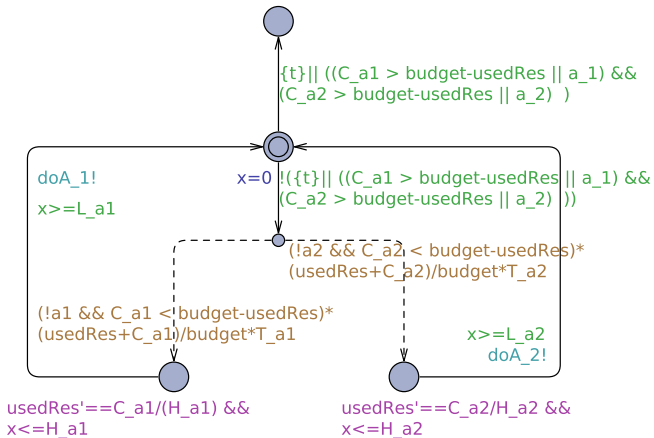 {t}|| ((C_a1 > budget-usedRes || a_1) &&
(C_a2 > budget-usedRes || a_2)  )
doA_1!
x=0
!({t}|| ((C_a1 > budget-usedRes || a_1) &&
(C_a2 > budget-usedRes || a_2)  ))
x>=L_a1
(!a2 && C_a2 < budget-usedRes)*
(usedRes+C_a2)/budget*T_a2
(!a1 && C_a1 < budget-usedRes)*
(usedRes+C_a1)/budget*T_a1
x>=L_a2
doA_2!
usedRes'==C_a1/(H_a1) &&
x<=H_a1
usedRes'==C_a2/H_a2 &&
x<=H_a2